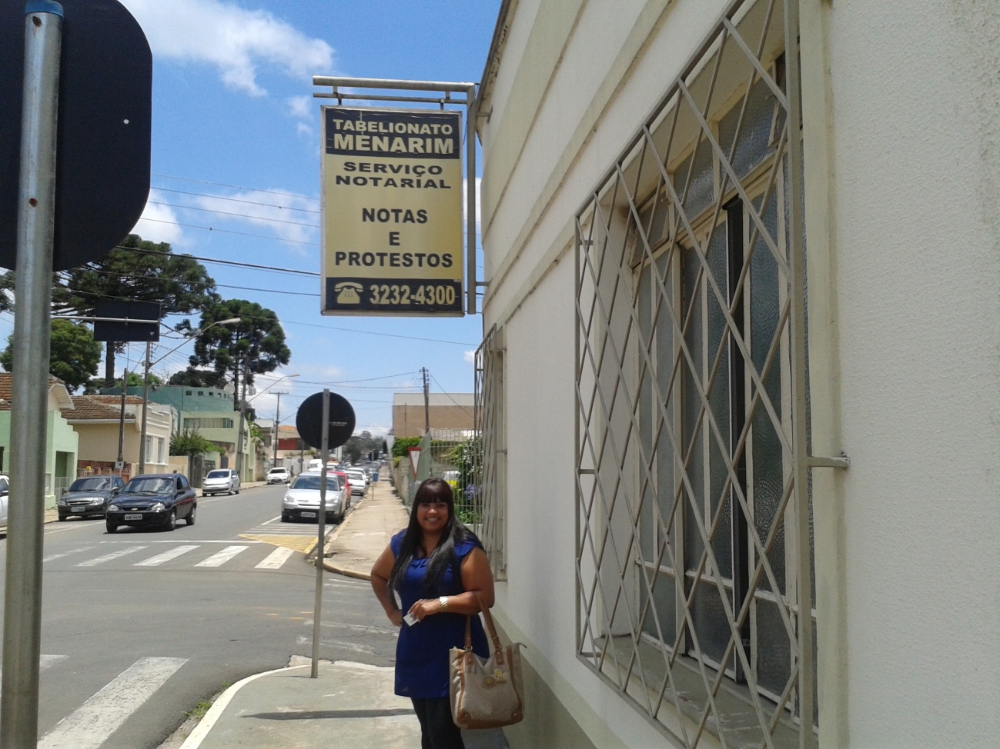 TABELIONATO
MENARIM
SERVIÇO
NOTARIAL
NOTAS
E
PROTESTOS
3232-4300